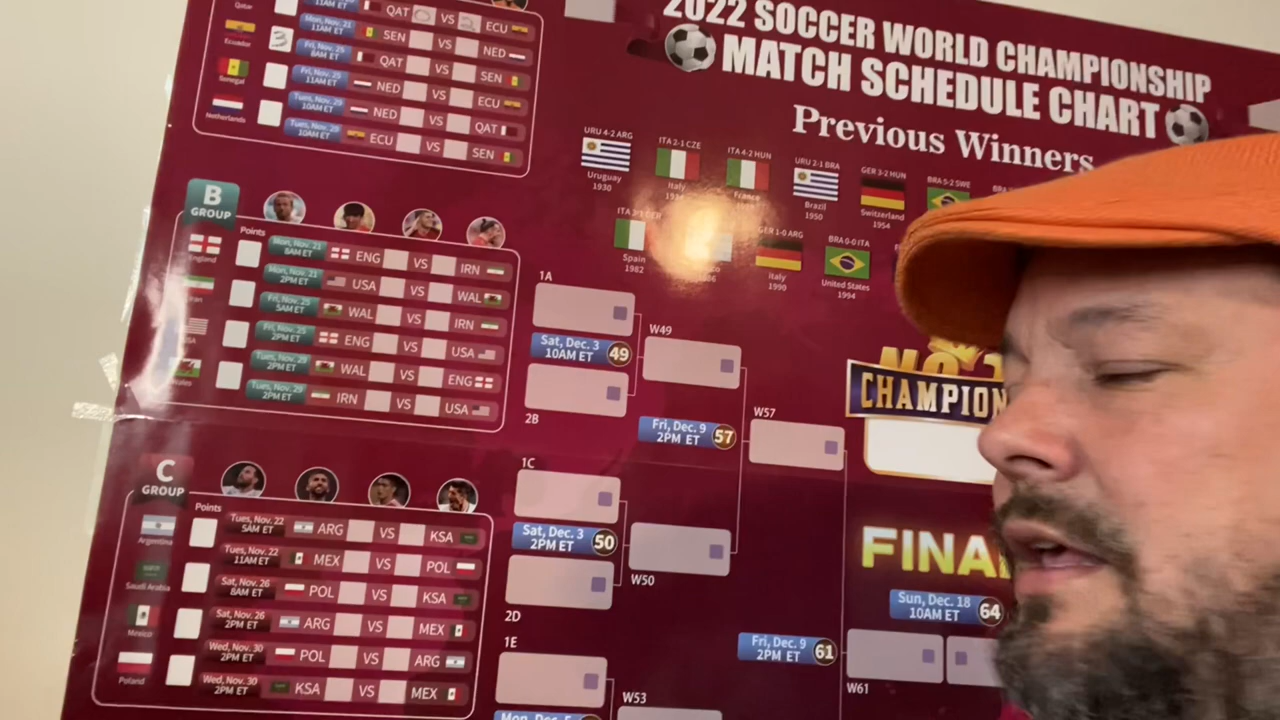 2022 SOCCER WORLD CHAMPIONSHIP
MATCH SCHEDULE CHART
Previous Winners
URU 4-2 ARG
Uruguay
1930
ITA 2-1 CZE
Italy
ITA 4-2 HUN
France
URU 2-1 BRA
Brazil
1950
GER 3-2 HUN
Switzerland
1954
BRA 5-2 SWE
Spain
1982
GER 1-0 ARG
Italy
1990
BRA 0-0 ITA
United States
1994
Qatar
Ecuador
3
Senegal
Netherlands
QAT 0 VS 2 ECU
Mon, Nov. 21
11AM ET
SEN VS NED
Fri, Nov. 25
8AM ET
QAT VS SEN
Fri, Nov. 25
11AM ET
NED VS ECU
Tues, Nov. 29
10AM ET
NED VS QAT
Tues, Nov. 29
10AM ET
ECU VS SEN
B
GROUP
Points
England
Mon, Nov. 21
8AM ET
ENG VS IRN
Mon, Nov. 21
2PM ET
USA VS WAL
Fri, Nov. 25
5AM ET
WAL VS IRN
Fri, Nov. 25
2PM ET
ENG VS USA
Tues, Nov. 29
2PM ET
WAL VS ENG
Tues, Nov. 29
2PM ET
IRN VS USA
C
GROUP
Points
Argentina
Saudi Arabia
Mexico
Poland
Tues, Nov. 22
5AM ET
ARG VS KSA
Tues, Nov. 22
11AM ET
MEX VS POL
Sat, Nov. 26
8AM ET
POL VS KSA
Sat, Nov. 26
2PM ET
ARG VS MEX
Wed, Nov. 30
2PM ET
POL VS ARG
Wed, Nov. 30
2PM ET
KSA VS MEX
1A
Sat, Dec. 3
10AM ET
49
2B
W49
Fri, Dec. 9
2PM ET
57
W57
1C
Sat, Dec. 3
2PM ET
50
2D
W50
1E
W53
NO.1
CHAMPION
FINAL
Sun, Dec. 18
10AM ET
64
Fri, Dec. 9
2PM ET
61
W61